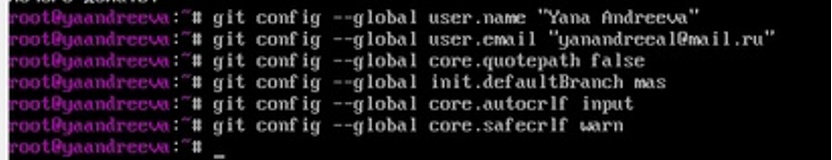 root@yaandreeva:~# git config --global user.name "Yana Andreeva"
root@yaandreeva:~# git config --global user.email "yanandreeal@mail.ru"
root@yaandreeva:~# git config --global core.quotepath false
root@yaandreeva:~# git config --global init.defaultBranch mas
root@yaandreeva:~# git config --global core.autocrlf input
root@yaandreeva:~# git config --global core.safecrlf warn
root@yaandreeva:~# _